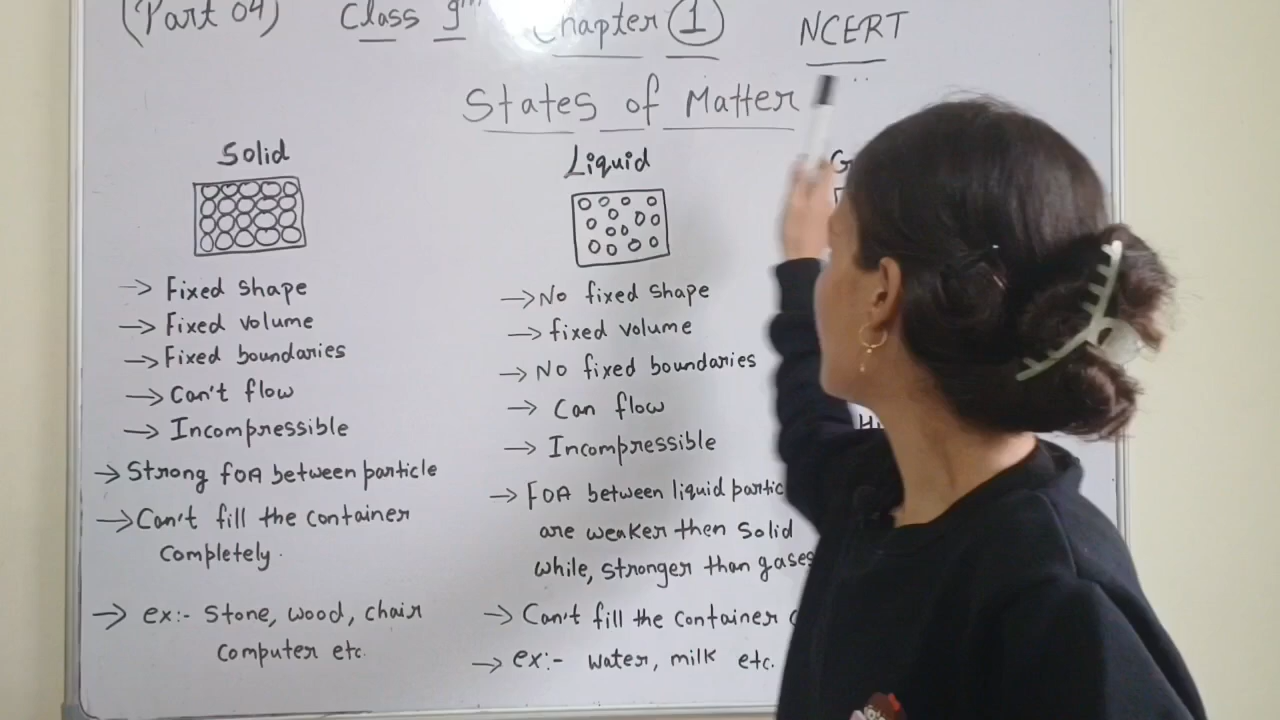 (Part 04) Class 9th Chapter 1 NCERT
States of Matter
Solid
→ Fixed shape
→ Fixed volume
→ Fixed boundaries
→ Can't flow
→ Incompressible
→ Strong FOA between particle
→ Can't fill the container
completely.
→ ex:- Stone, wood, chair
computer etc.
Liquid
→ No fixed shape
→ fixed volume
→ No fixed boundaries
→ Can flow
→ Incompressible
→ FOA between liquid
are weaker then solid
while, stronger than gases
→ Can't fill the container
→ ex:- water, milk etc.